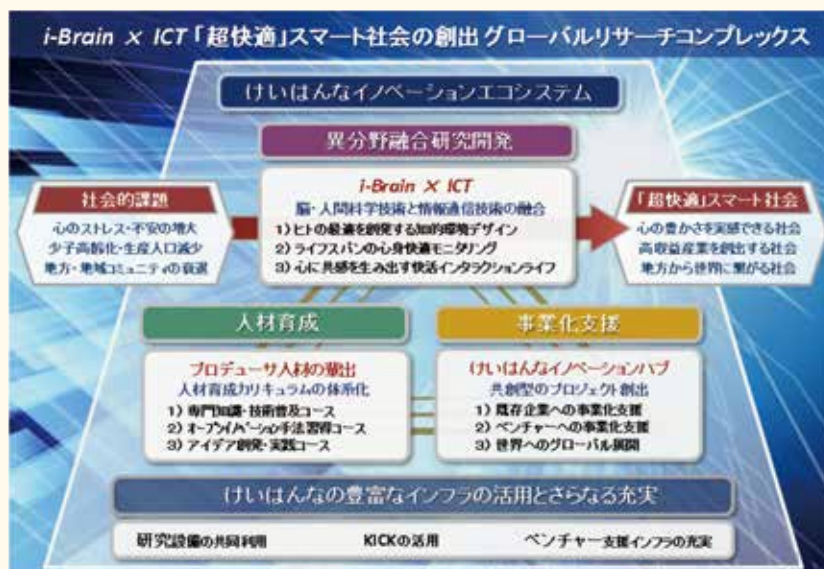 i-Brain × ICT「超快適」スマート社会の創出 グローバルリサーチコンプレックス
けいはんなイノベーションエコシステム
異分野融合研究開発
i-Brain × ICT
脳・人間科学技術と情報通信技術の融合
1) ヒトの最適を創発する知的環境デザイン
2) ライフスパンの心身快適モニタリング
3) 心に共感を生み出す快活インタラクションライフ
社会的課題
心のストレス・不安の増大
少子高齢化・生産人口減少
地方・地域コミュニティの衰退
「超快適」スマート社会
心の豊かさを実感できる社会
高収益産業を創出する社会
地方から世界に繋がる社会
人材育成
プロデューサ人材の輩出
人材育成カリキュラムの体系化
1) 専門知識・技術普及コース
2) オープンイノベーション手法習得コース
3) アイデア創発・実践コース
事業化支援
けいはんなイノベーションハブ
共創型のプロジェクト創出
1) 既存企業への事業化支援
2) ベンチャーへの事業化支援
3) 世界へのグローバル展開
けいはんなの豊富なインフラの活用とさらなる充実
研究設備の共同利用 KICKの活用 ベンチャー支援インフラの充実